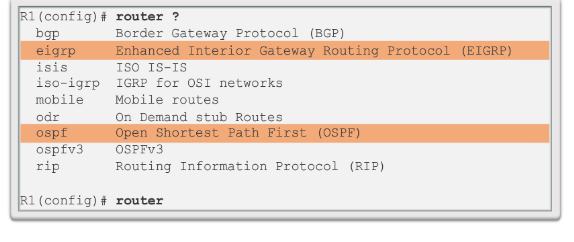 R1(config)# router ?
bgp Border Gateway Protocol (BGP)
eigrp Enhanced Interior Gateway Routing Protocol (EIGRP)
isis ISO IS-IS
iso-igrp IGRP for OSI networks
mobile Mobile routes
odr On Demand stub Routes
ospf Open Shortest Path First (OSPF)
ospfv3 OSPFv3
rip Routing Information Protocol (RIP)
R1(config)# router